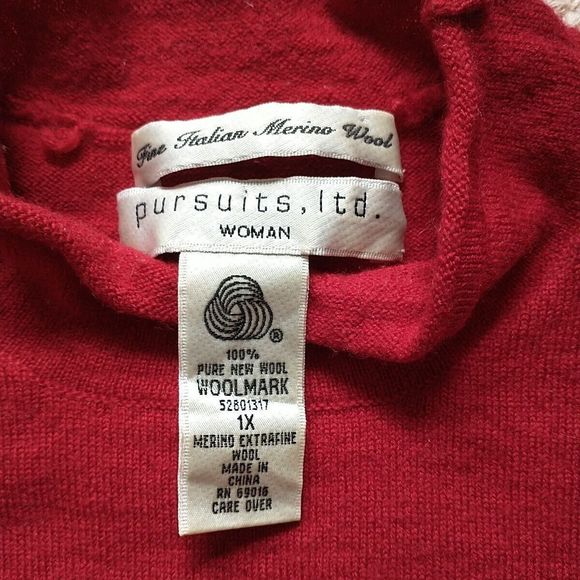 Fine Italian Merino Wool
pursuits, ltd.
WOMAN
®
100%
PURE NEW WOOL
WOOLMARK
52801317
1X
MERINO EXTRAFINE
WOOL
MADE IN
CHINA
RN 69016
CARE OVER